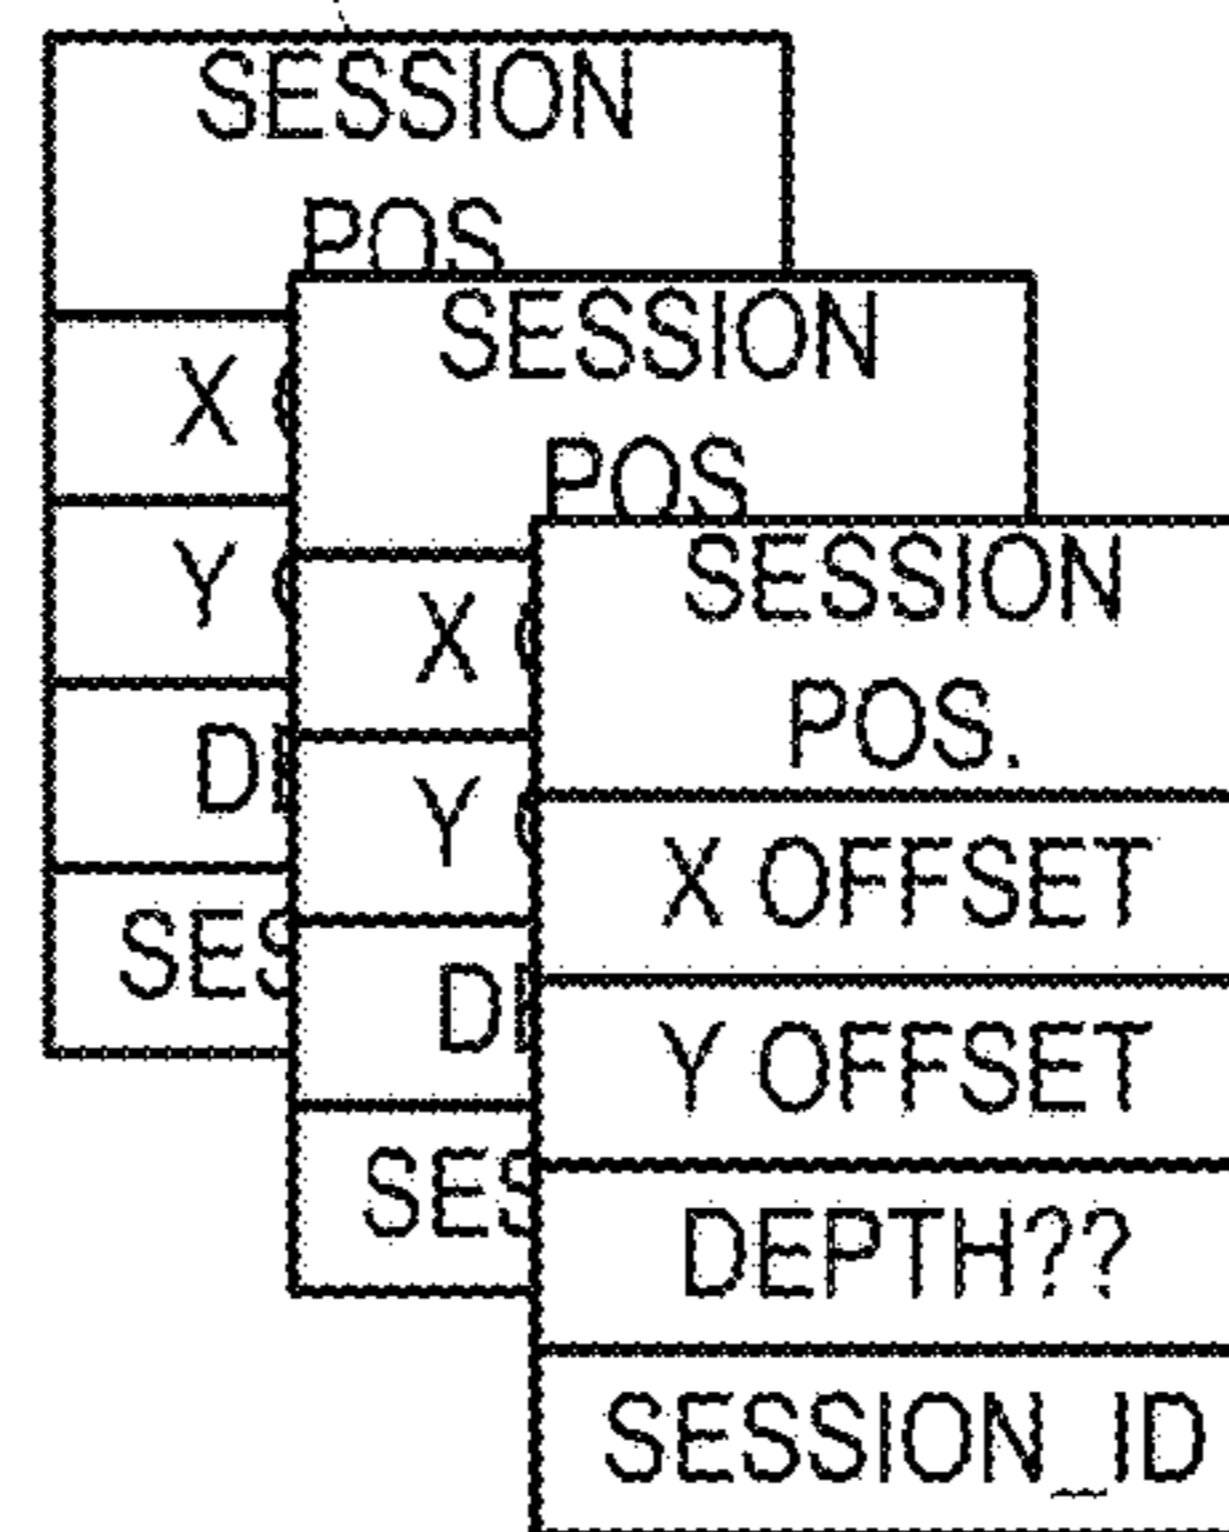 SESSION
POS
X
Y
SESSION
POS
X
Y
SESSION
POS.
X OFFSET
Y OFFSET
DEPTH??
SESSION_ID